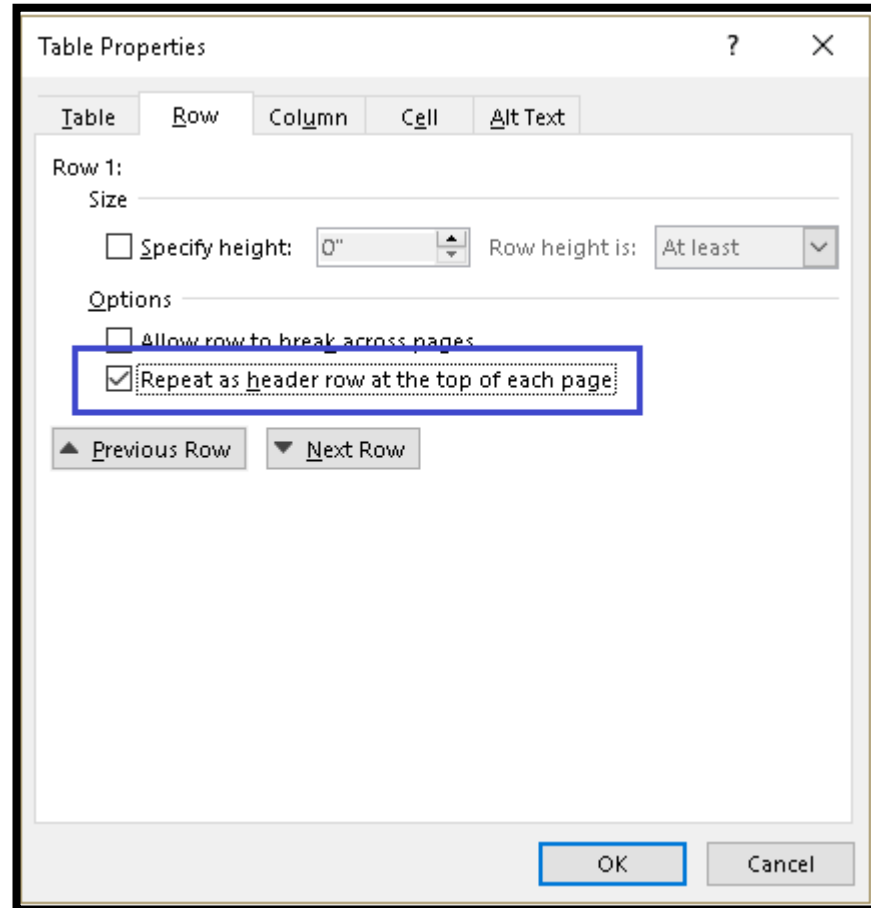 Table Properties ? X
Table Row Column Cell Alt Text
Row 1:
Size
Specify height: 0" Row height is: At least
Options
Allow row to break across pages
Repeat as header row at the top of each page
Previous Row Next Row
OK Cancel